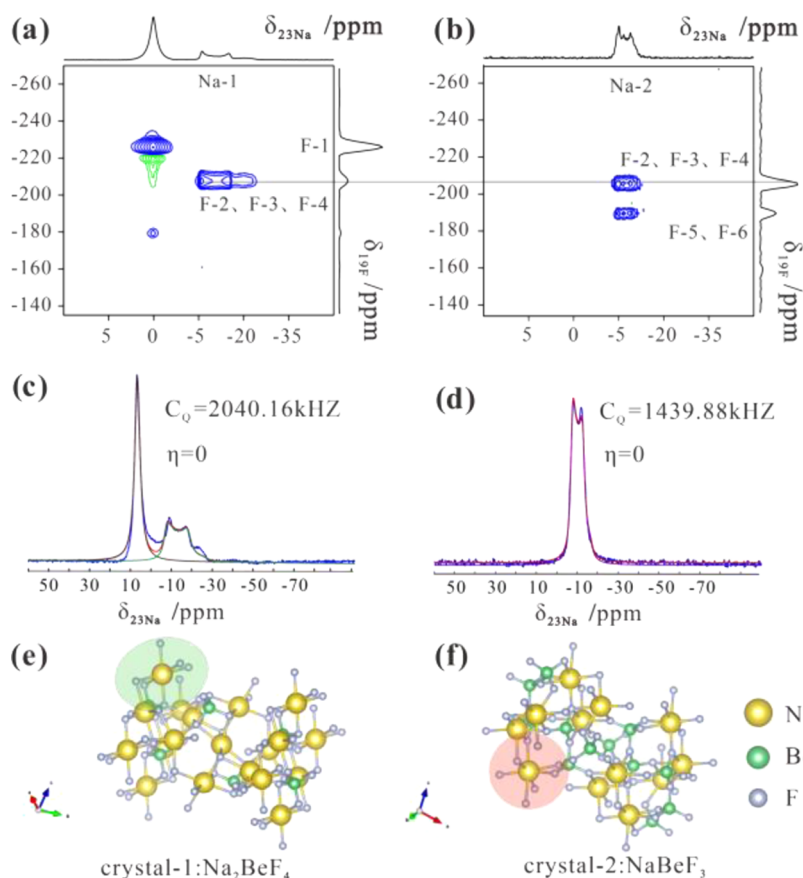 (a)
δ23Na /ppm
Na-1
-260
-240
-220
-200
-180
-160
-140
F-1
F-2、F-3、F-4
δ19F /ppm
5 0 -5 -20 -35
(b)
δ23Na /ppm
Na-2
-260
-240
-220
-200
-180
-160
-140
F-2、F-3、F-4
F-5、F-6
δ19F /ppm
5 0 -5 -20 -35
(c)
CQ=2040.16kHZ
η=0
50 30 10 -10 -30 -50 -70
δ23Na /ppm
(d)
CQ=1439.88kHZ
η=0
50 30 10 -10 -30 -50 -70
δ23Na /ppm
(e)
crystal-1:Na2BeF4
(f)
N
B
F
crystal-2:NaBeF3